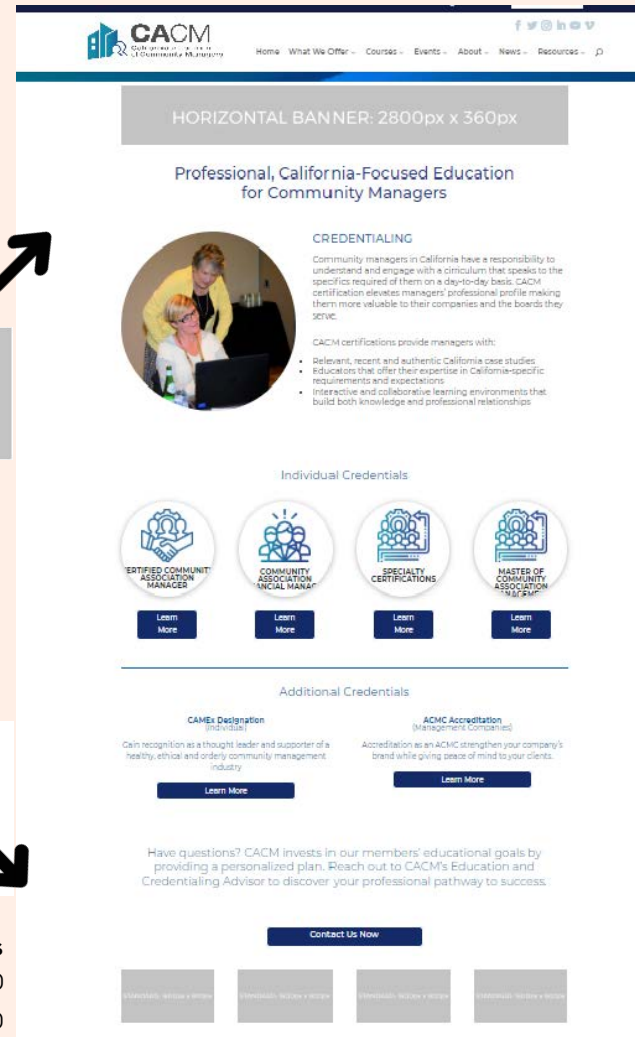 CACM
California Association
of Community Managers
Home What We Offer Courses Events About News Resources
HORIZONTAL BANNER: 2800px x 360px
Professional, California-Focused Education
for Community Managers
CREDENTIALING
Community managers in California have a responsibility to
understand and engage with a cirriculum that speaks to the
specifics required of them on a day-to-day basis. CACM
certification elevates managers' professional profile making
them more valuable to their companies and the boards they
serve.
CACM certifications provide managers with:
• Relevant, recent and authentic California case studies
• Educators that offer their expertise in California-specific
requirements and expectations
• Interactive and collaborative learning environments that
build both knowledge and professional relationships
Individual Credentials
ERTIFIED COMMUNIT
ASSOCIATION
MANAGER
Learn
More
COMMUNITY
ASSOCIATION
ANCIAL MANAG
Learn
More
SPECIALTY
CERTIFICATIONS
Learn
More
MASTER OF
COMMUNITY
ASSOCIATION
Learn
More
Additional Credentials
CAMEx Designation
(Individual)
Gain recognition as a thought leader and supporter of a
healthy, ethical and orderly community management
industry
Learn More
ACMC Accreditation
(Management Companies)
Accreditation as an ACMC strengthen your company's
brand while giving peace of mind to your clients.
Learn More
Have questions? CACM invests in our members' educational goals by
providing a personalized plan. Reach out to CACM's Education and
Credentialing Advisor to discover your professional pathway to success.
Contact Us Now
s
0
0